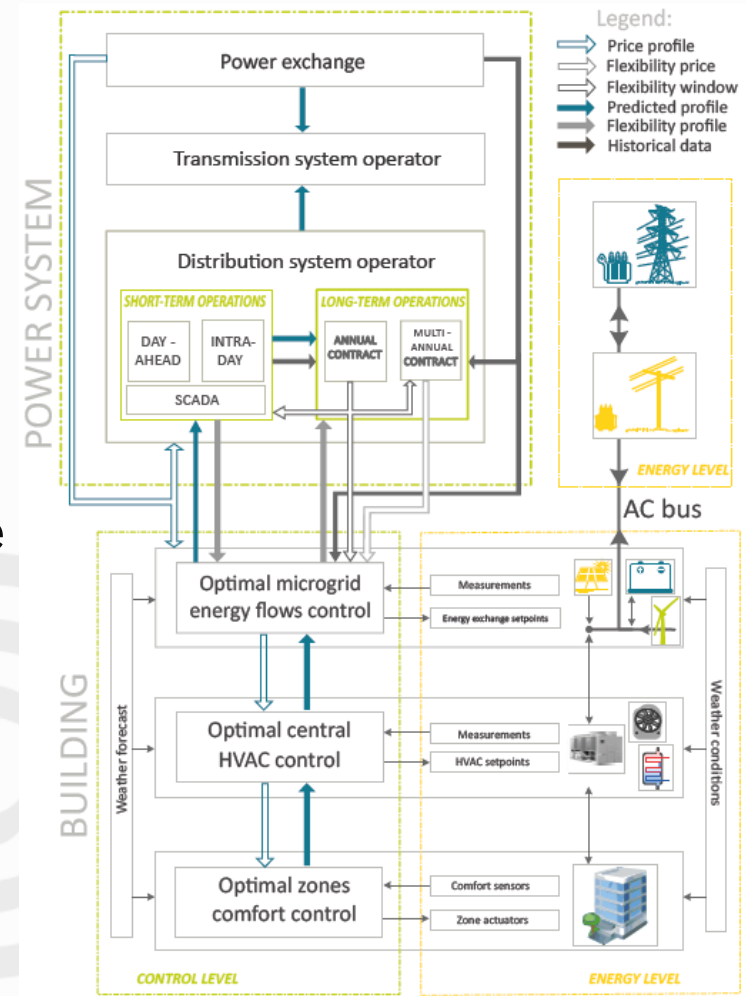 Legend:
Price profile
Flexibility price
Flexibility window
Predicted profile
Flexibility profile
Historical data
POWER SYSTEM
Power exchange
Transmission system operator
Distribution system operator
SHORT-TERM OPERATIONS
LONG-TERM OPERATIONS
DAY -
AHEAD
INTRA-
DAY
SCADA
ANNUAL
CONTRACT
MULTI -
ANNUAL
CONTRACT
ENERGY LEVEL
AC bus
e
BUILDING
Weather forecast
Optimal microgrid
energy flows control
Measurements
Energy exchange setpoints
Optimal central
HVAC control
Measurements
HVAC setpoints
Optimal zones
comfort control
Comfort sensors
Zone actuators
Weather conditions
CONTROL LEVEL
ENERGY LEVEL